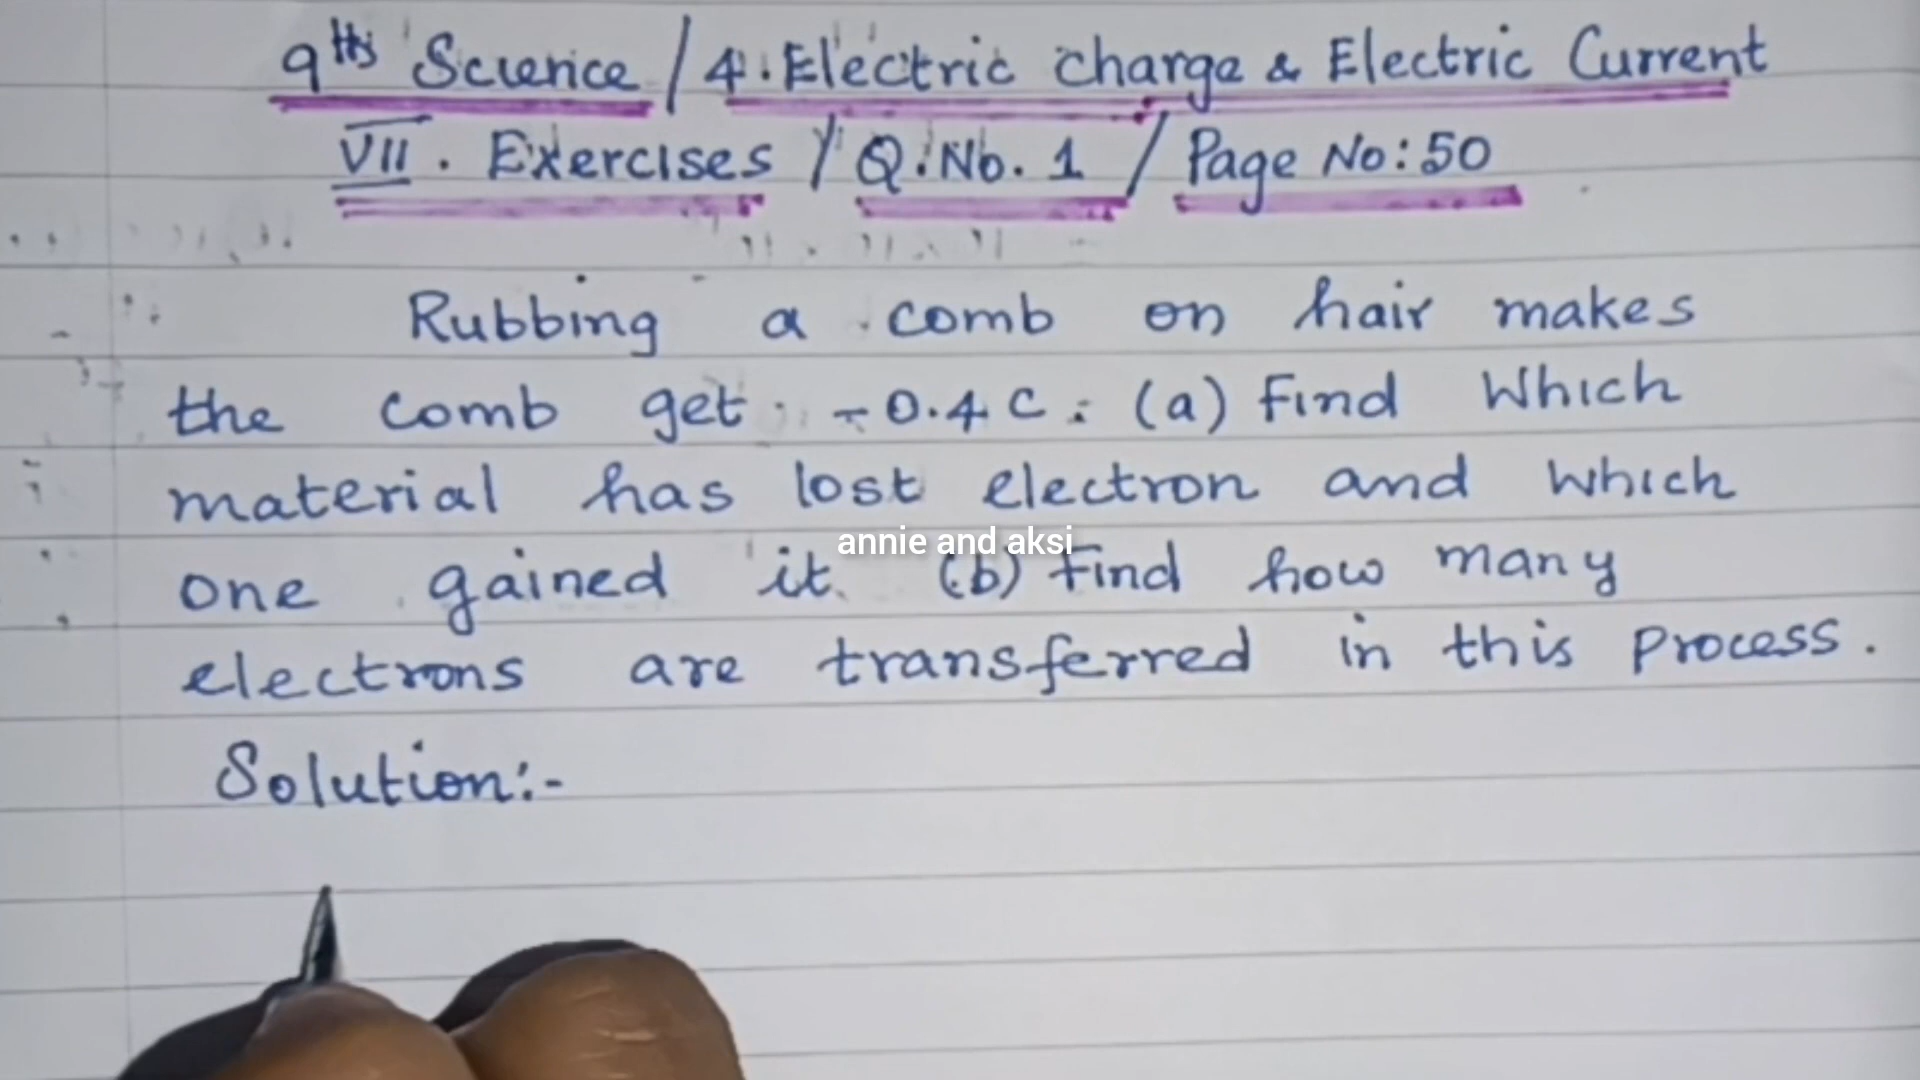 9th Science / 4. Electric charge & Electric Current
VII. Exercises / Q.No. 1 / Page No: 50
Rubbing a comb on hair makes
the comb get -0.4 C. (a) Find Which
material has lost electron and which
annie and aksi
one gained it. (b) Find how many
electrons are transferred in this process.
Solution:-